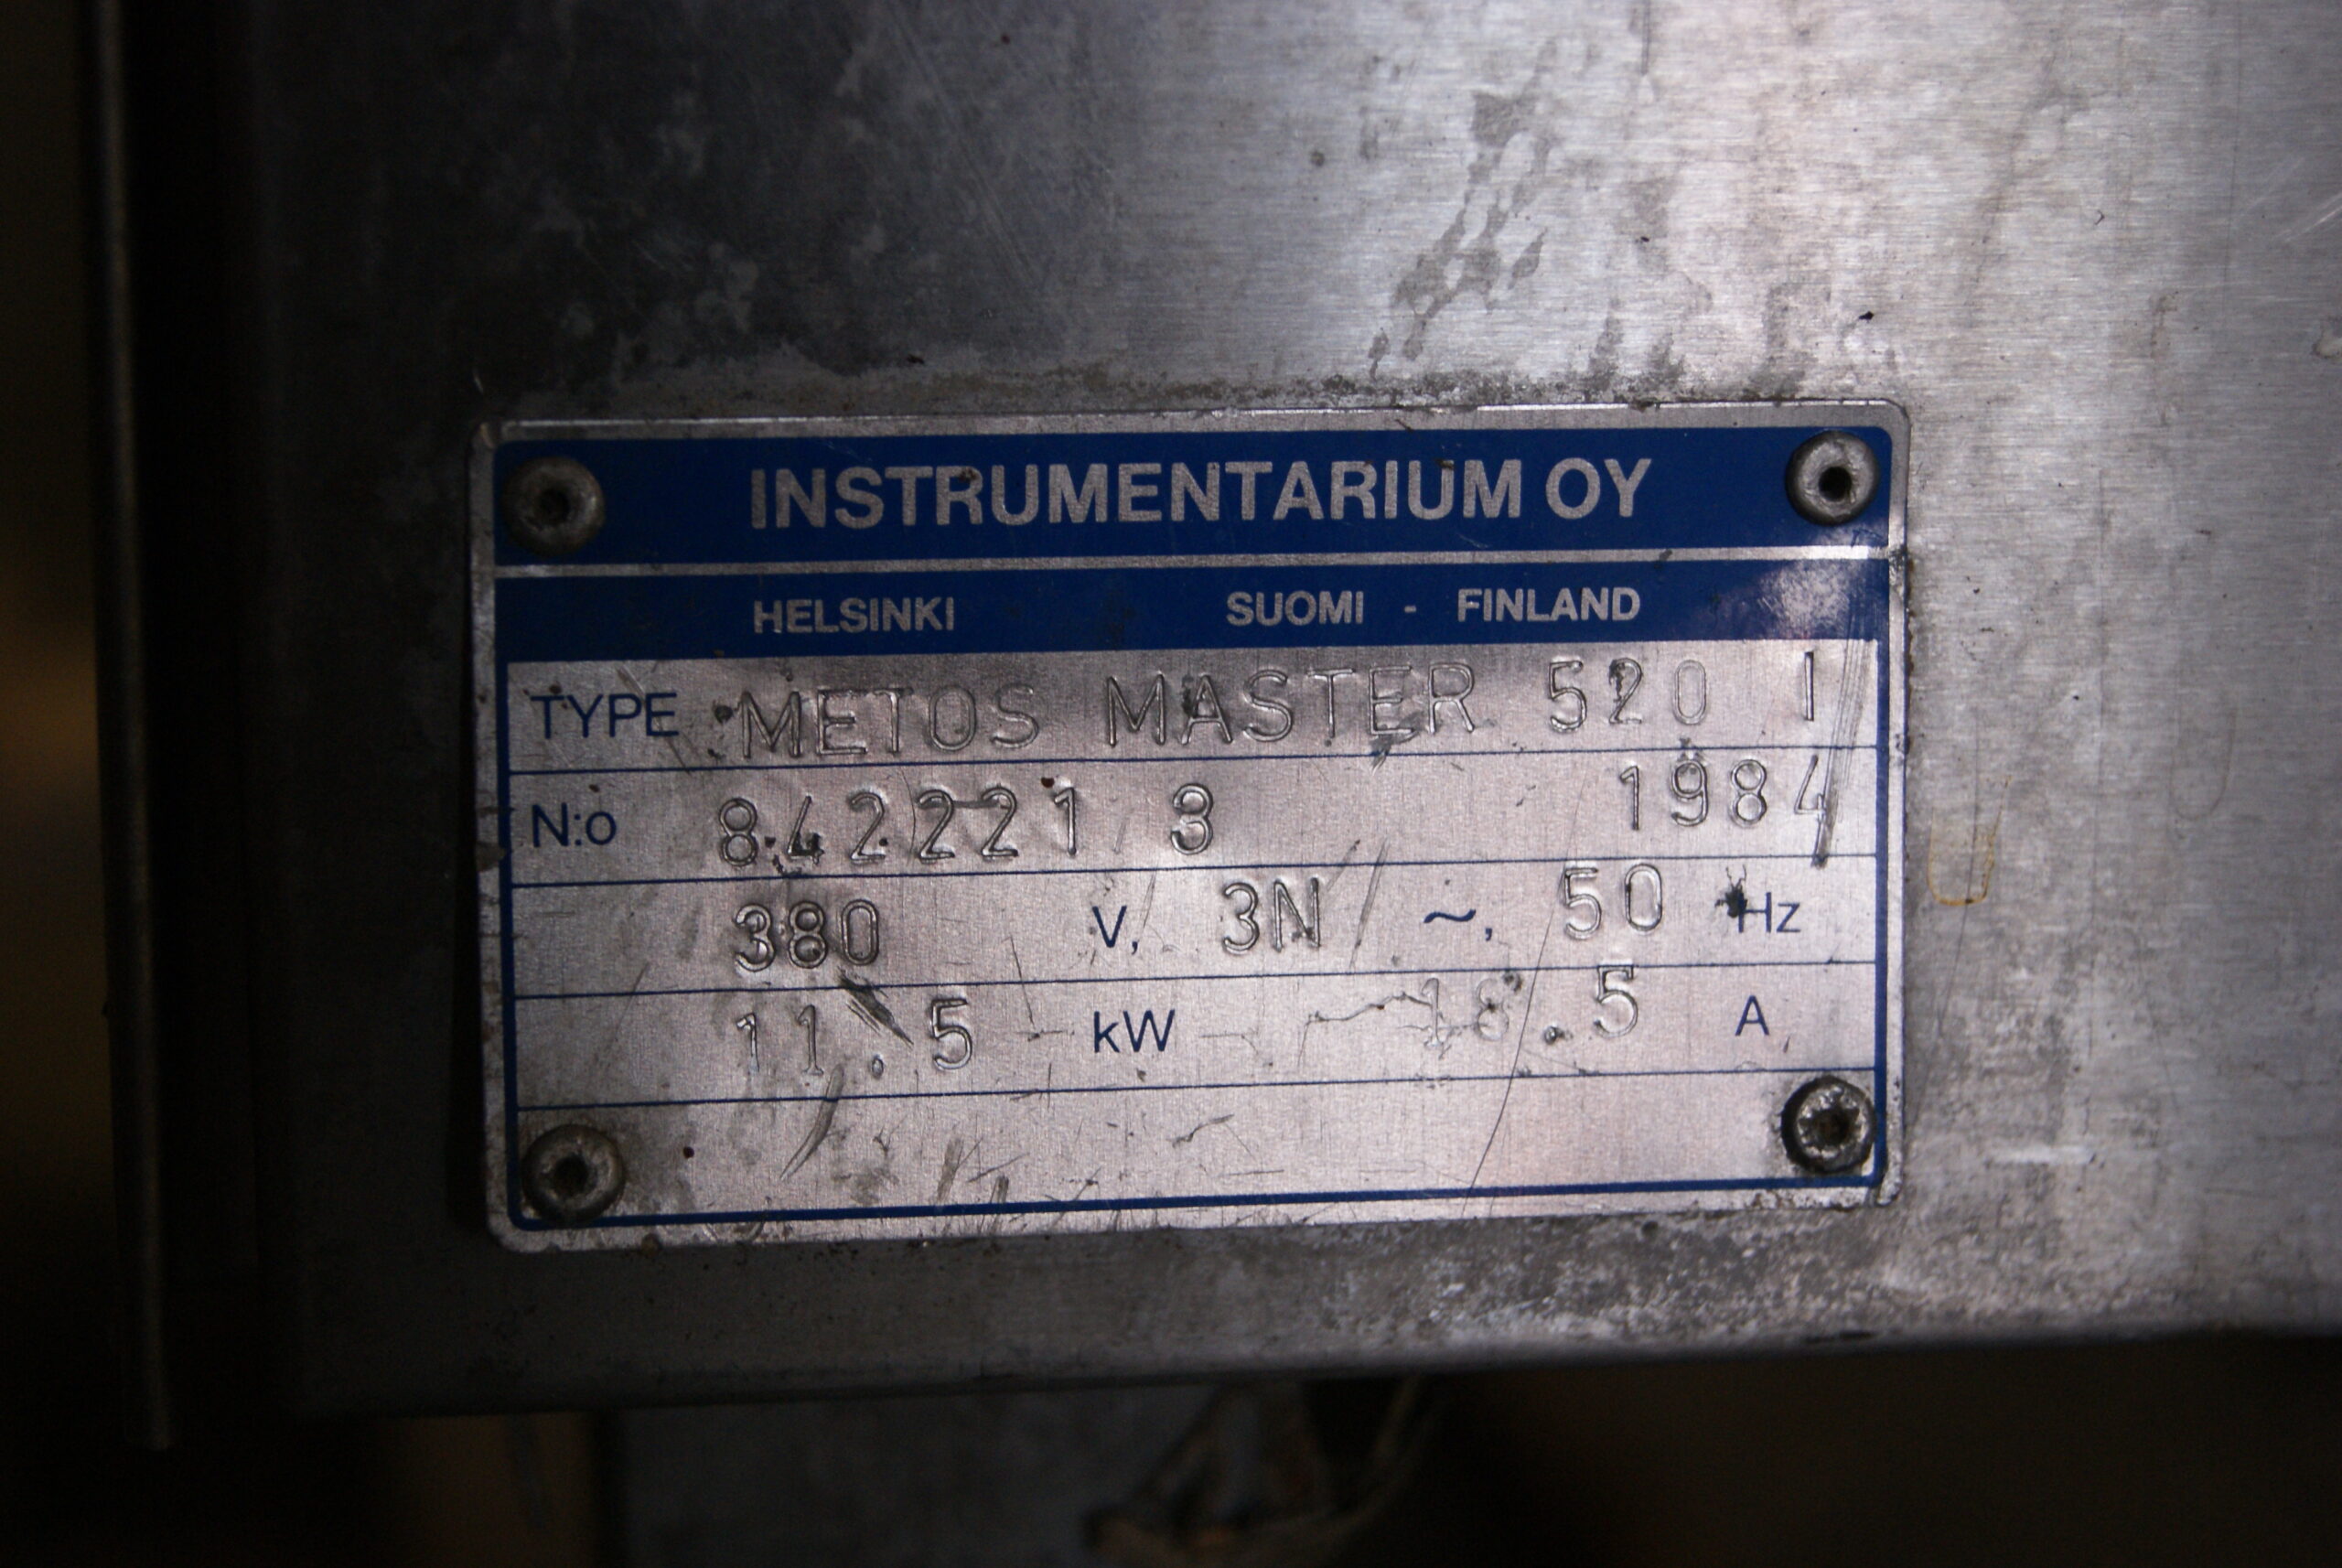 INSTRUMENTARIUM OY
HELSINKI SUOMI - FINLAND
TYPE METOS MASTER 520 I
N:o 842221 3 1984
380 V, 3N ~, 50 Hz
11.5 kW 18.5 A